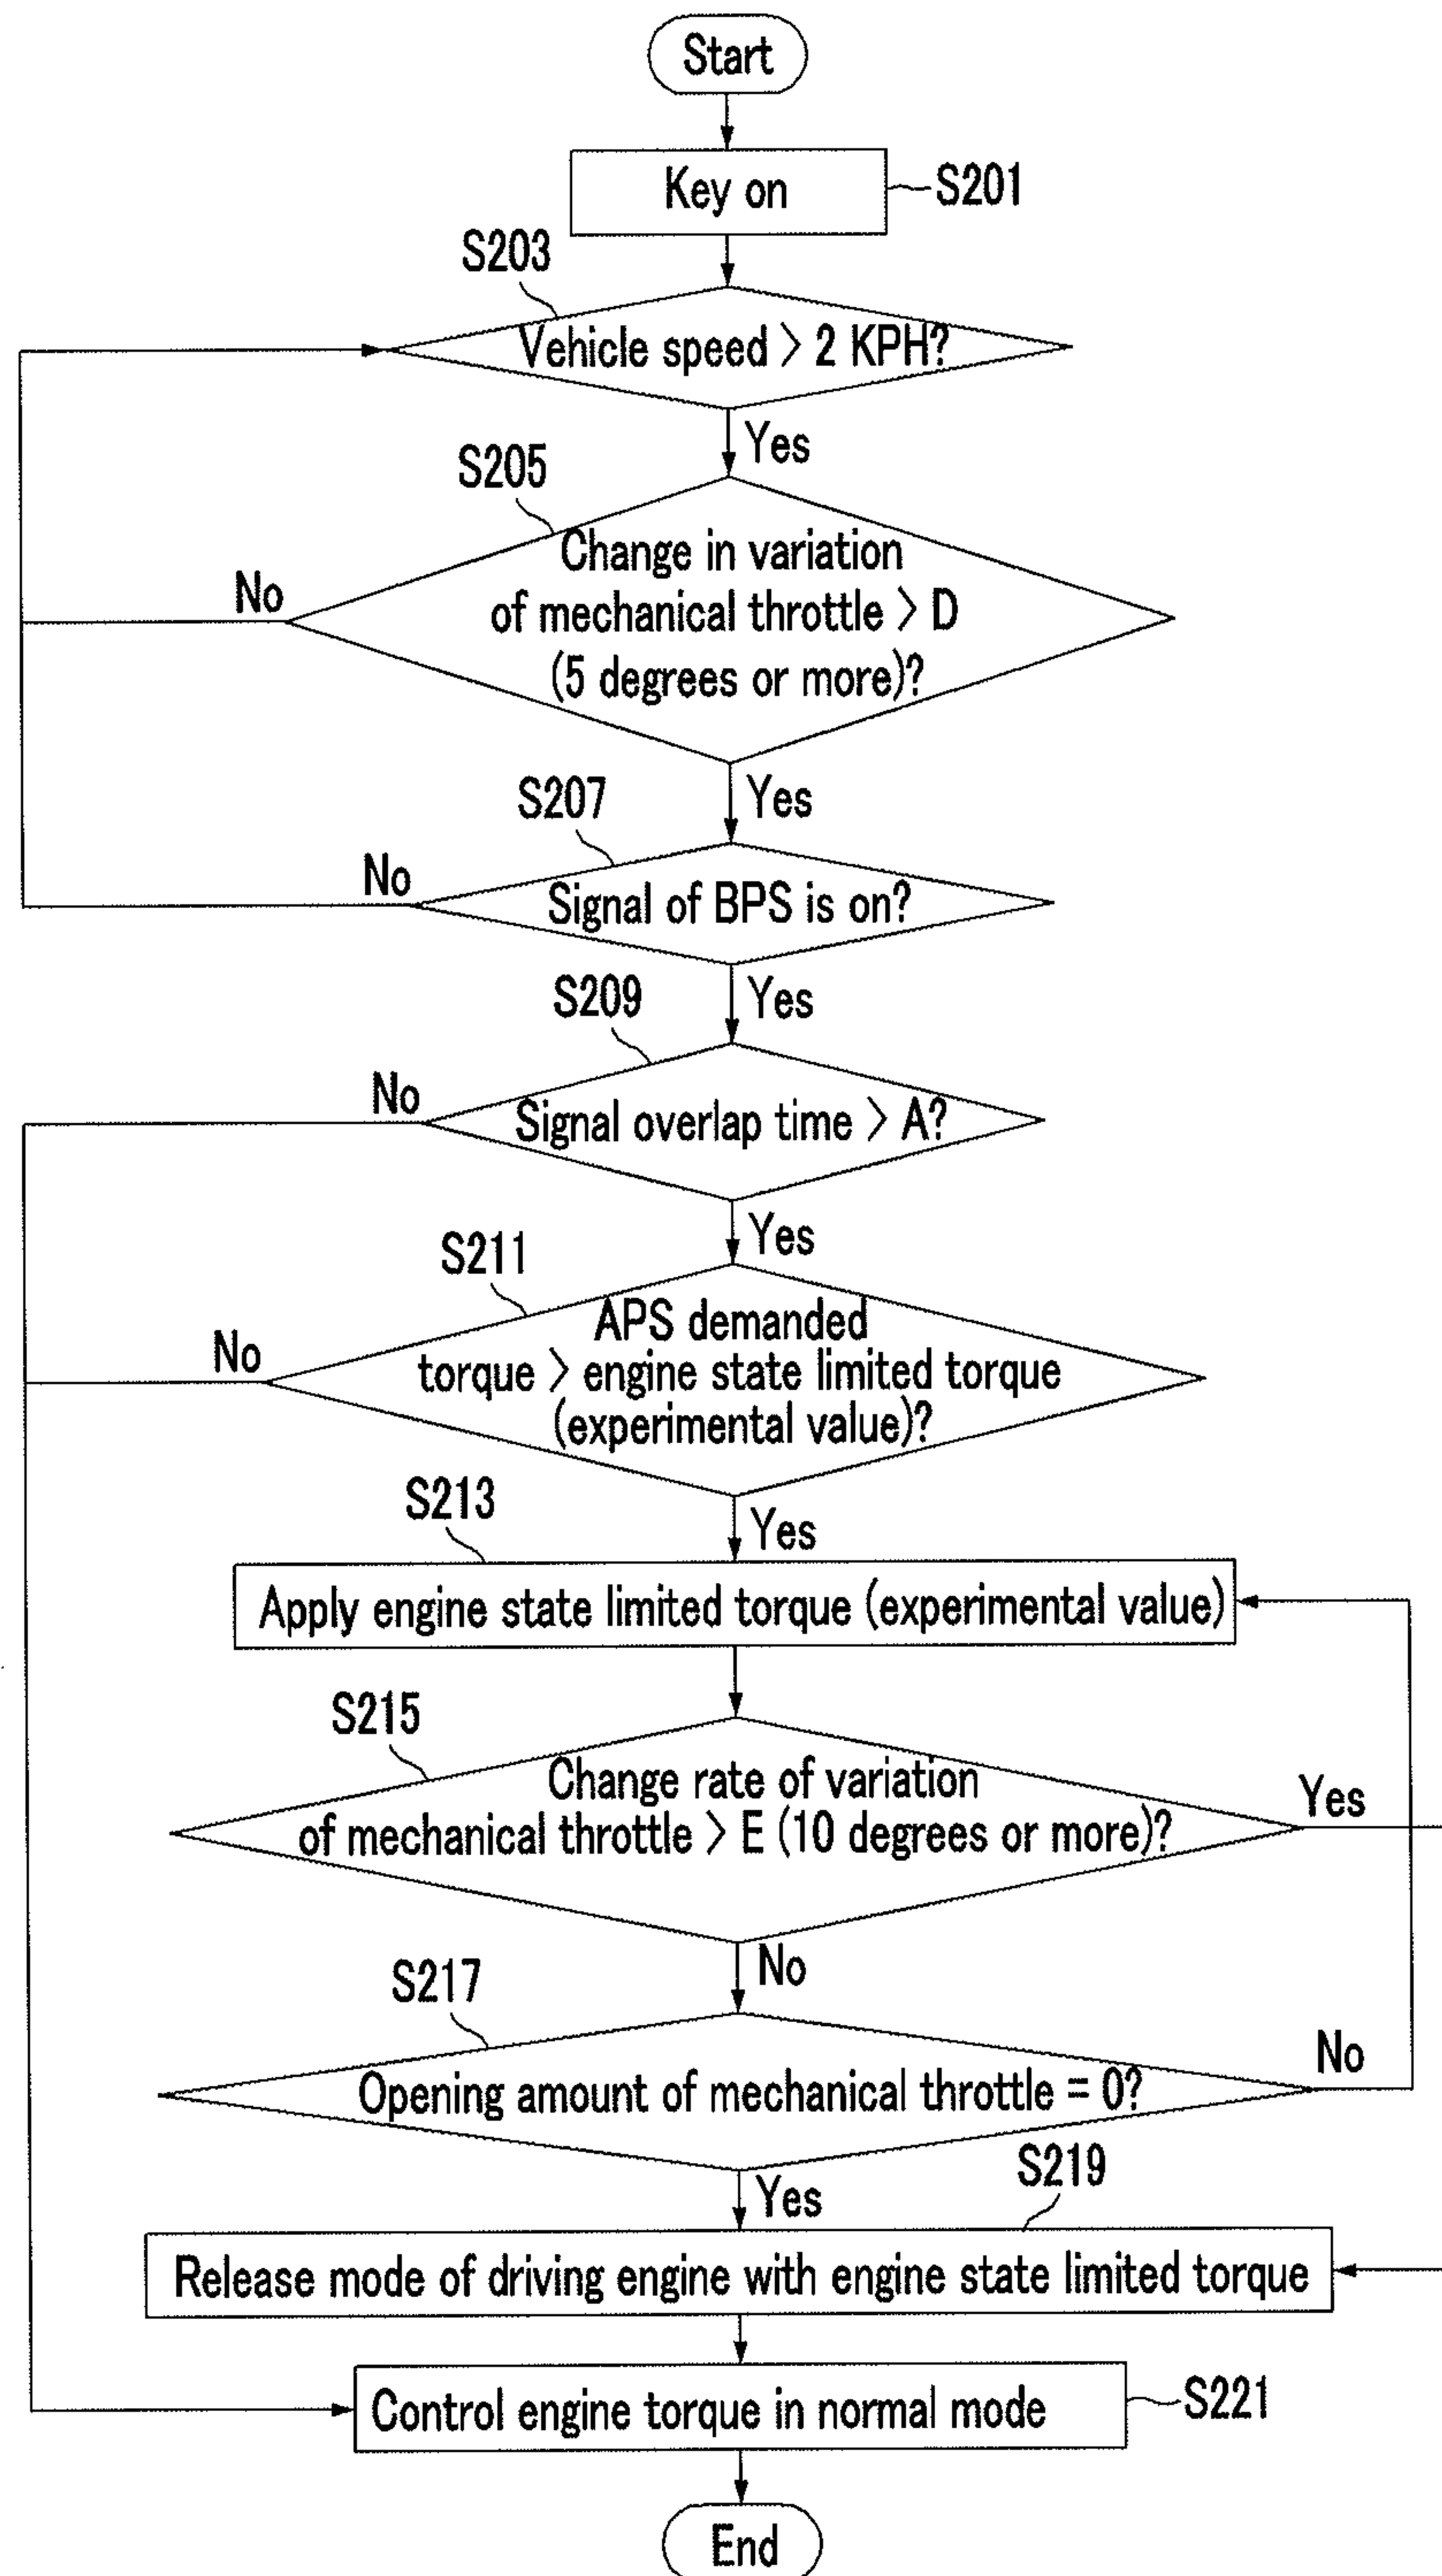 Start
Key on
S201
S203
Vehicle speed > 2 KPH?
Yes
S205
Change in variation
of mechanical throttle > D
(5 degrees or more)?
No
Yes
S207
No
Signal of BPS is on?
Yes
S209
No
Signal overlap time > A?
Yes
S211
No
APS demanded
torque > engine state limited torque
(experimental value)?
Yes
S213
Apply engine state limited torque (experimental value)
S215
Change rate of variation
of mechanical throttle > E (10 degrees or more)?
Yes
No
S217
Opening amount of mechanical throttle = 0?
No
Yes
S219
Release mode of driving engine with engine state limited torque
Control engine torque in normal mode
S221
End